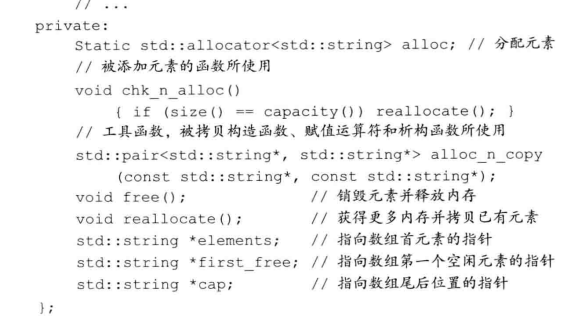 // ...
private:
Static std::allocator<std::string> alloc; // 分配元素
// 被添加元素的函数所使用
void chk_n_alloc()
{ if (size() == capacity()) reallocate(); }
// 工具函数，被拷贝构造函数、赋值运算符和析构函数所使用
std::pair<std::string*, std::string*> alloc_n_copy
(const std::string*, const std::string*);
void free(); // 销毁元素并释放内存
void reallocate(); // 获得更多内存并拷贝已有元素
std::string *elements; // 指向数组首元素的指针
std::string *first_free; // 指向数组第一个空闲元素的指针
std::string *cap; // 指向数组尾后位置的指针
};